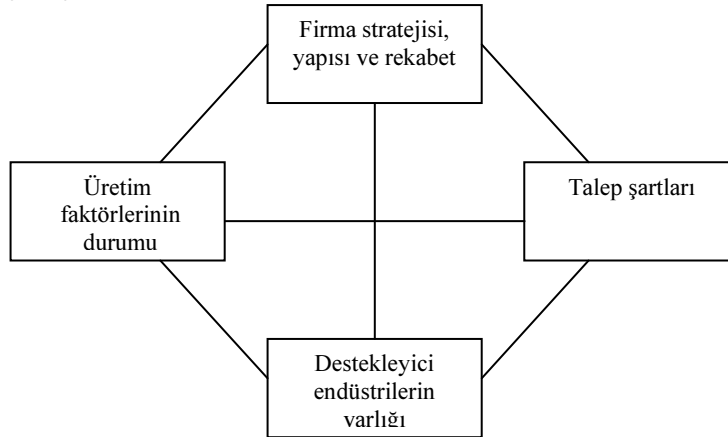 Firma stratejisi,
yapısı ve rekabet
Üretim
faktörlerinin
durumu
Talep şartları
Destekleyici
endüstrilerin
varlığı